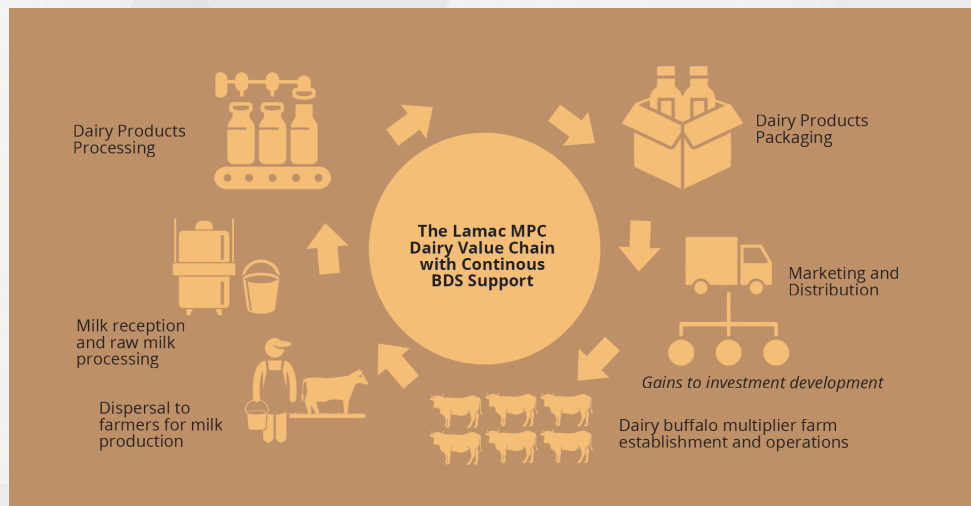 Dairy Products
Processing
Dairy Products
Packaging
The Lamac MPC
Dairy Value Chain
with Continous
BDS Support
Marketing and
Distribution
Gains to investment development
Milk reception
and raw milk
processing
Dispersal to
farmers for milk
production
Dairy buffalo multiplier farm
establishment and operations